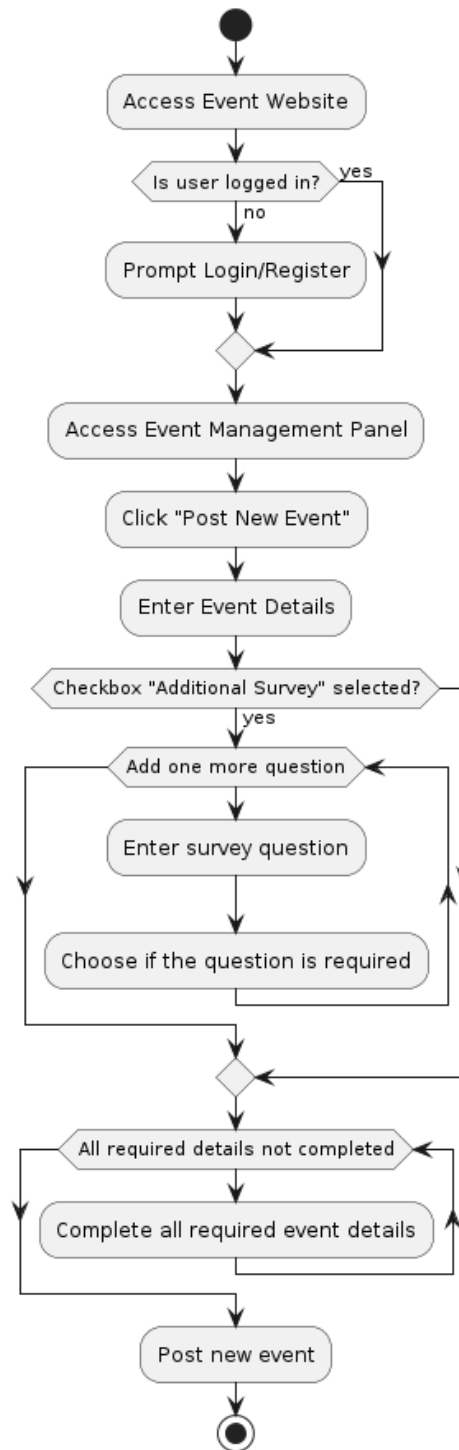 Access Event Website
Is user logged in?
yes
no
Prompt Login/Register
Access Event Management Panel
Click "Post New Event"
Enter Event Details
Checkbox "Additional Survey" selected?
yes
Add one more question
Enter survey question
Choose if the question is required
All required details not completed
Complete all required event details
Post new event